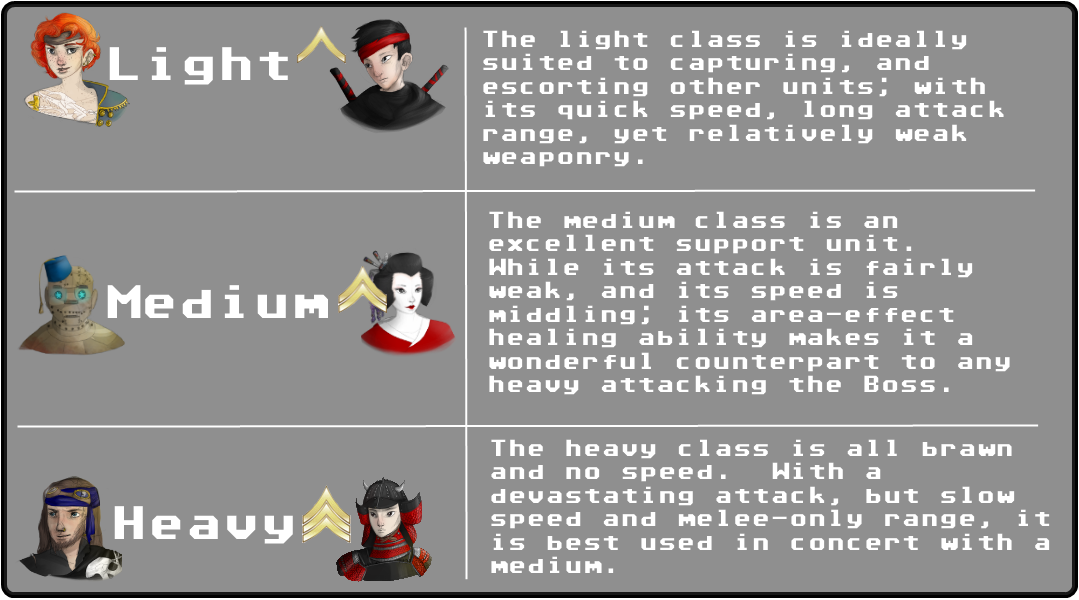 Light
The light class is ideally
suited to capturing, and
escorting other units; with
its quick speed, long attack
range, yet relatively weak
weaponry.
Medium
The medium class is an
excellent support unit.
While its attack is fairly
weak, and its speed is
middling; its area-effect
healing ability makes it a
wonderful counterpart to any
heavy attacking the Boss.
Heavy
The heavy class is all brawn
and no speed.  With a
devastating attack, but slow
speed and melee-only range, it
is best used in concert with a
medium.